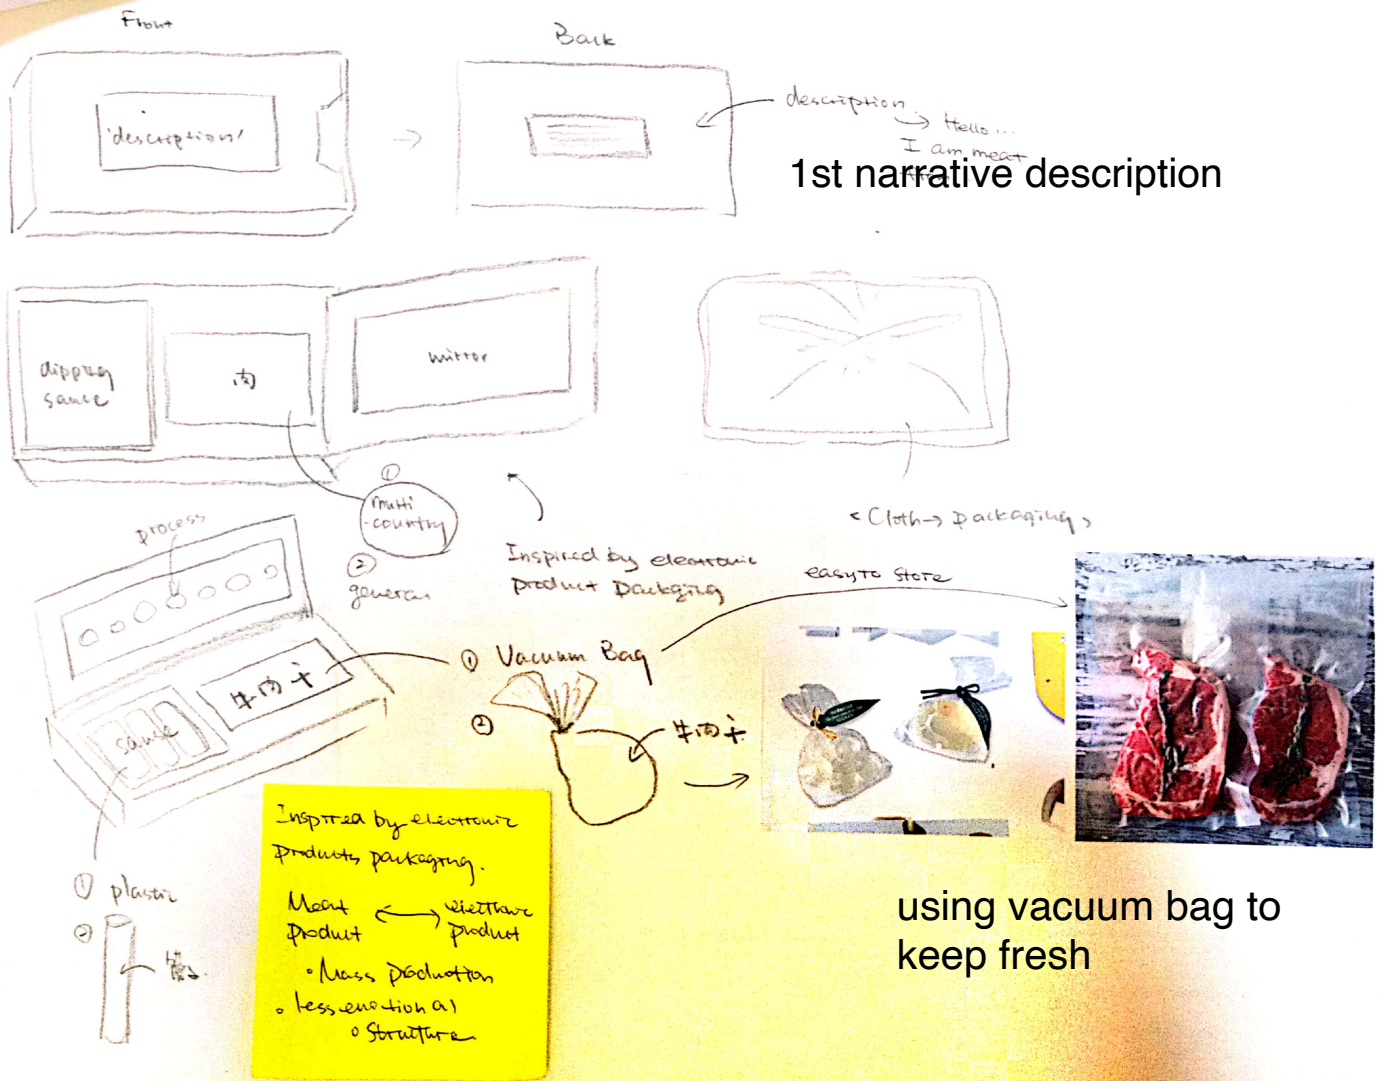 Front
Back
'description'
description
Hello...
I am meat
1st narrative description
dipping
sauce
肉
mirror
process
①
multi
-country
②
general
Inspired by electronic
product packaging
<Cloth → packaging>
easy to store
① Vacuum Bag
②
牛肉干
sauce
牛肉干
① plastic
②
Inspired by electronic
products packaging.
Meat ↔ electronic
product product
• Mass production
• less emotional
• Structure
using vacuum bag to
keep fresh